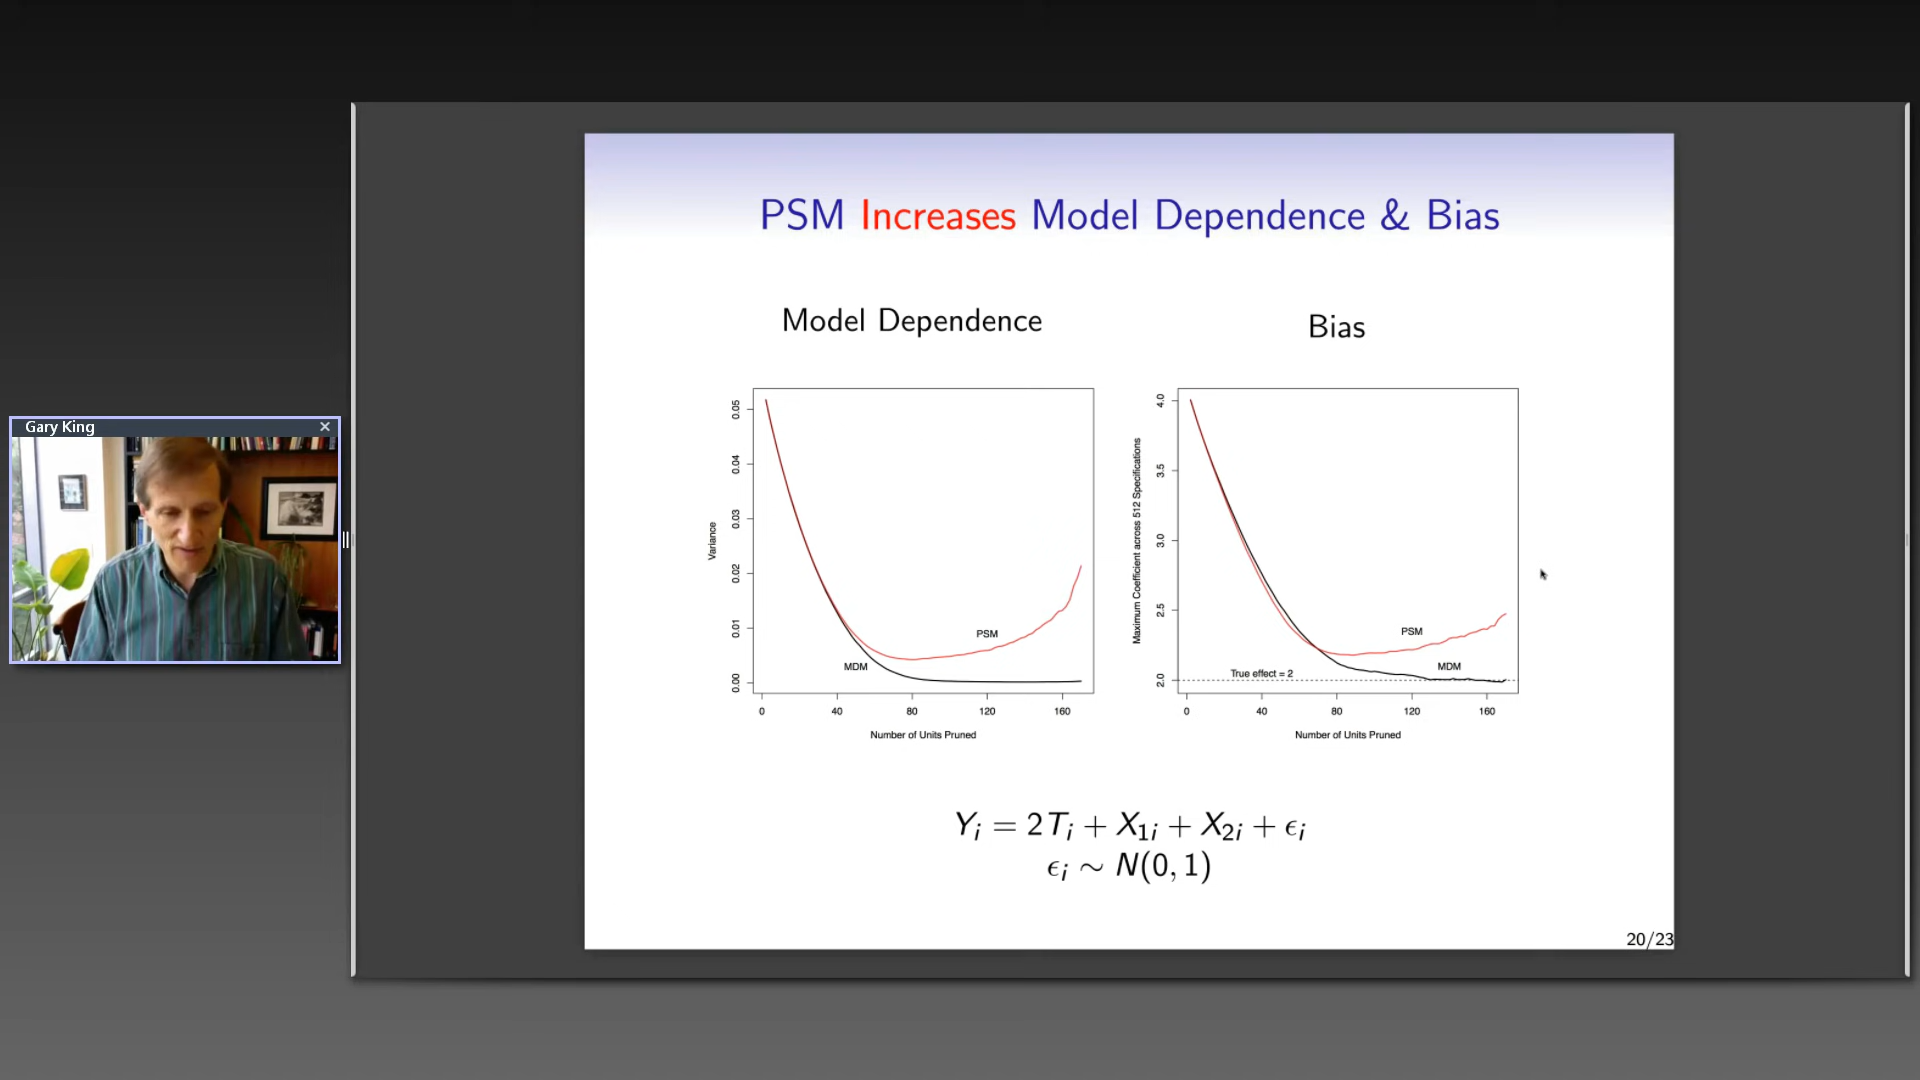 Gary King
PSM Increases Model Dependence & Bias
Model Dependence
Variance
0.00 0.01 0.02 0.03 0.04 0.05
PSM
MDM
0 40 80 120 160
Number of Units Pruned
Bias
Maximum Coefficient across 512 Specifications
2.0 2.5 3.0 3.5 4.0
PSM
MDM
True effect = 2
0 40 80 120 160
Number of Units Pruned
Yᵢ = 2Tᵢ + X₁ᵢ + X₂ᵢ + ϵᵢ
ϵᵢ ∼ N(0, 1)
20/23